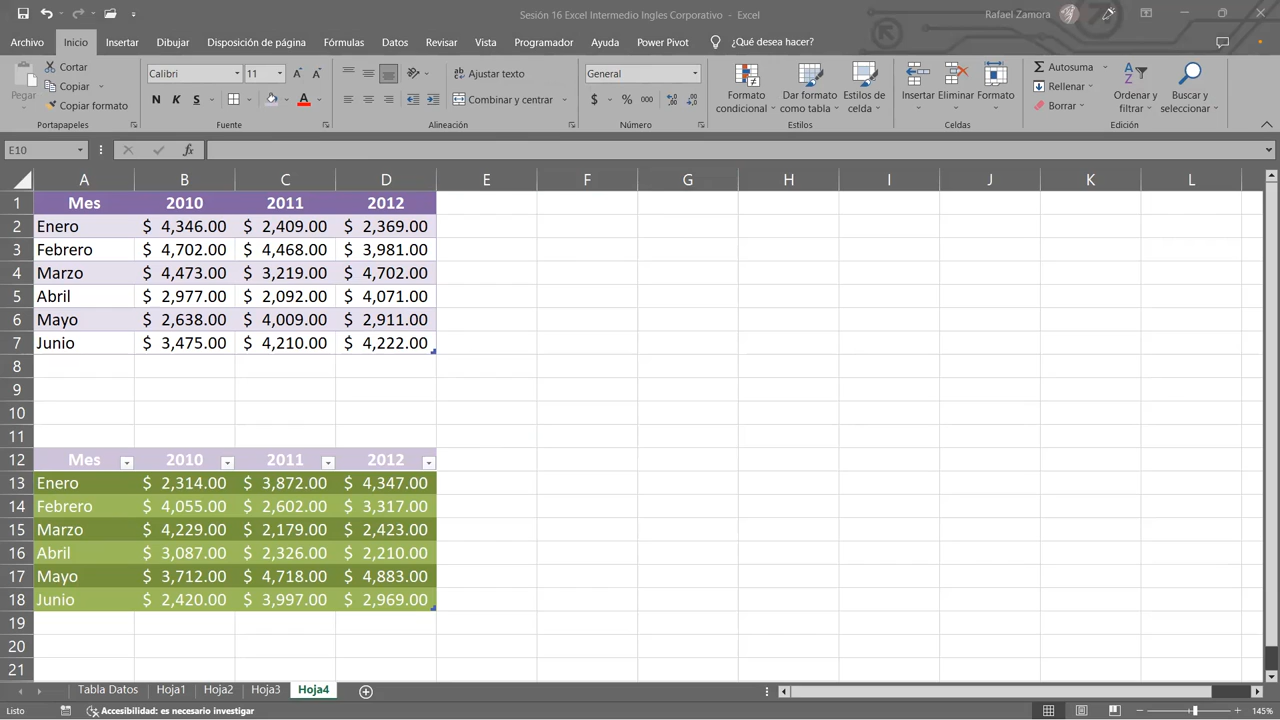 Sesión 16 Excel Intermedio Ingles Corporativo - Excel
Rafael Zamora
Archivo Inicio Insertar Dibujar Disposición de página Fórmulas Datos Revisar Vista Programador Ayuda Power Pivot ¿Qué desea hacer?
Pegar
Cortar
Copiar
Copiar formato
Portapapeles
Calibri 11
N K S
Fuente
Ajustar texto
Combinar y centrar
Alineación
General
$ % 000
Número
Formato condicional
Dar formato como tabla
Estilos de celda
Estilos
Insertar Eliminar Formato
Celdas
Autosuma
Rellenar
Borrar
Ordenar y filtrar
Buscar y seleccionar
Edición
E10 fx
A B C D E F G H I J K L
1 Mes 2010 2011 2012
2 Enero $ 4,346.00 $ 2,409.00 $ 2,369.00
3 Febrero $ 4,702.00 $ 4,468.00 $ 3,981.00
4 Marzo $ 4,473.00 $ 3,219.00 $ 4,702.00
5 Abril $ 2,977.00 $ 2,092.00 $ 4,071.00
6 Mayo $ 2,638.00 $ 4,009.00 $ 2,911.00
7 Junio $ 3,475.00 $ 4,210.00 $ 4,222.00
8
9
10
11
12 Mes 2010 2011 2012
13 Enero $ 2,314.00 $ 3,872.00 $ 4,347.00
14 Febrero $ 4,055.00 $ 2,602.00 $ 3,317.00
15 Marzo $ 4,229.00 $ 2,179.00 $ 2,423.00
16 Abril $ 3,087.00 $ 2,326.00 $ 2,210.00
17 Mayo $ 3,712.00 $ 4,718.00 $ 4,883.00
18 Junio $ 2,420.00 $ 3,997.00 $ 2,969.00
19
20
21
Tabla Datos Hoja1 Hoja2 Hoja3 Hoja4
Listo Accesibilidad: es necesario investigar 145%